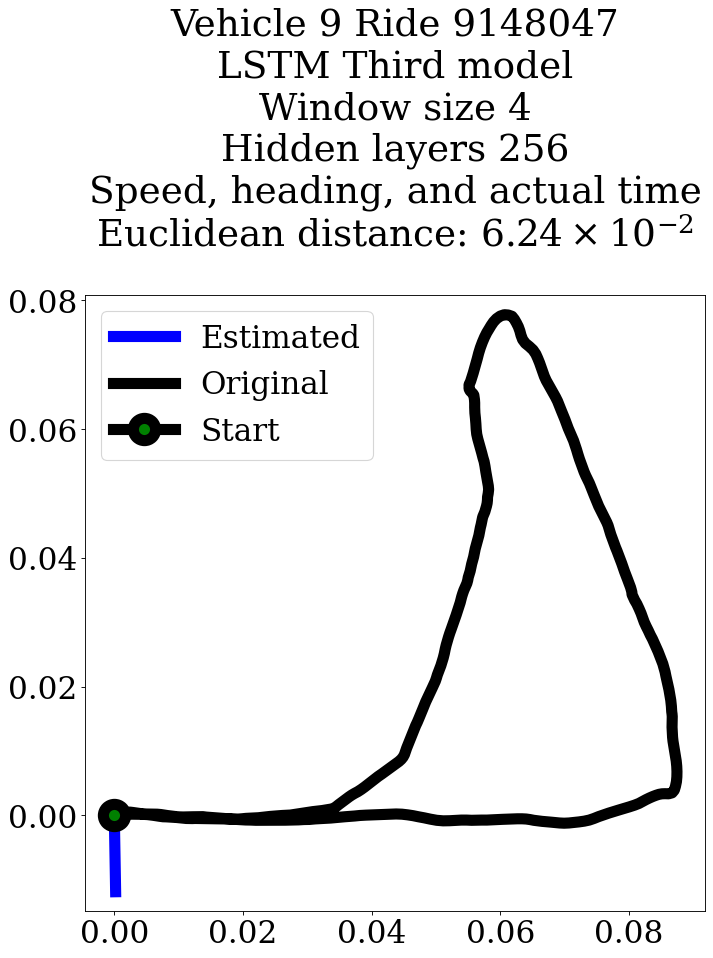 Vehicle 9 Ride 9148047
LSTM Third model
Window size 4
Hidden layers 256
Speed, heading, and actual time
Euclidean distance: 6.24 × 10⁻²
0.08
0.06
0.04
0.02
0.00
Estimated
Original
Start
0.00 0.02 0.04 0.06 0.08